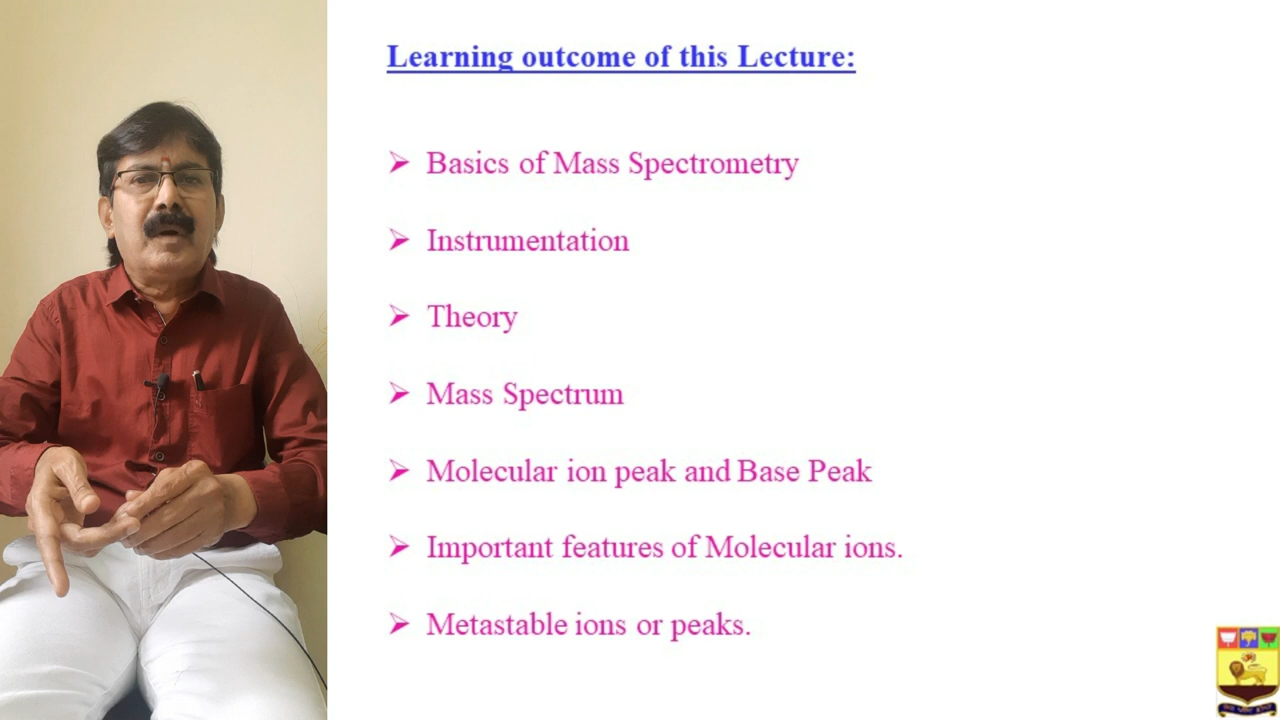 Learning outcome of this Lecture:
➢ Basics of Mass Spectrometry
➢ Instrumentation
➢ Theory
➢ Mass Spectrum
➢ Molecular ion peak and Base Peak
➢ Important features of Molecular ions.
➢ Metastable ions or peaks.